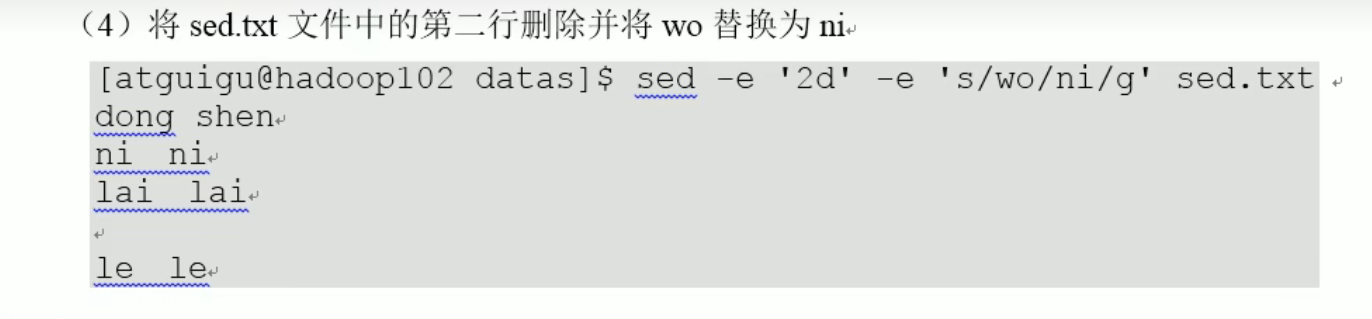 （4）将 sed.txt 文件中的第二行删除并将 wo 替换为 ni
[atguigu@hadoop102 datas]$ sed -e '2d' -e 's/wo/ni/g' sed.txt
dong shen
ni  ni
lai  lai

le  le